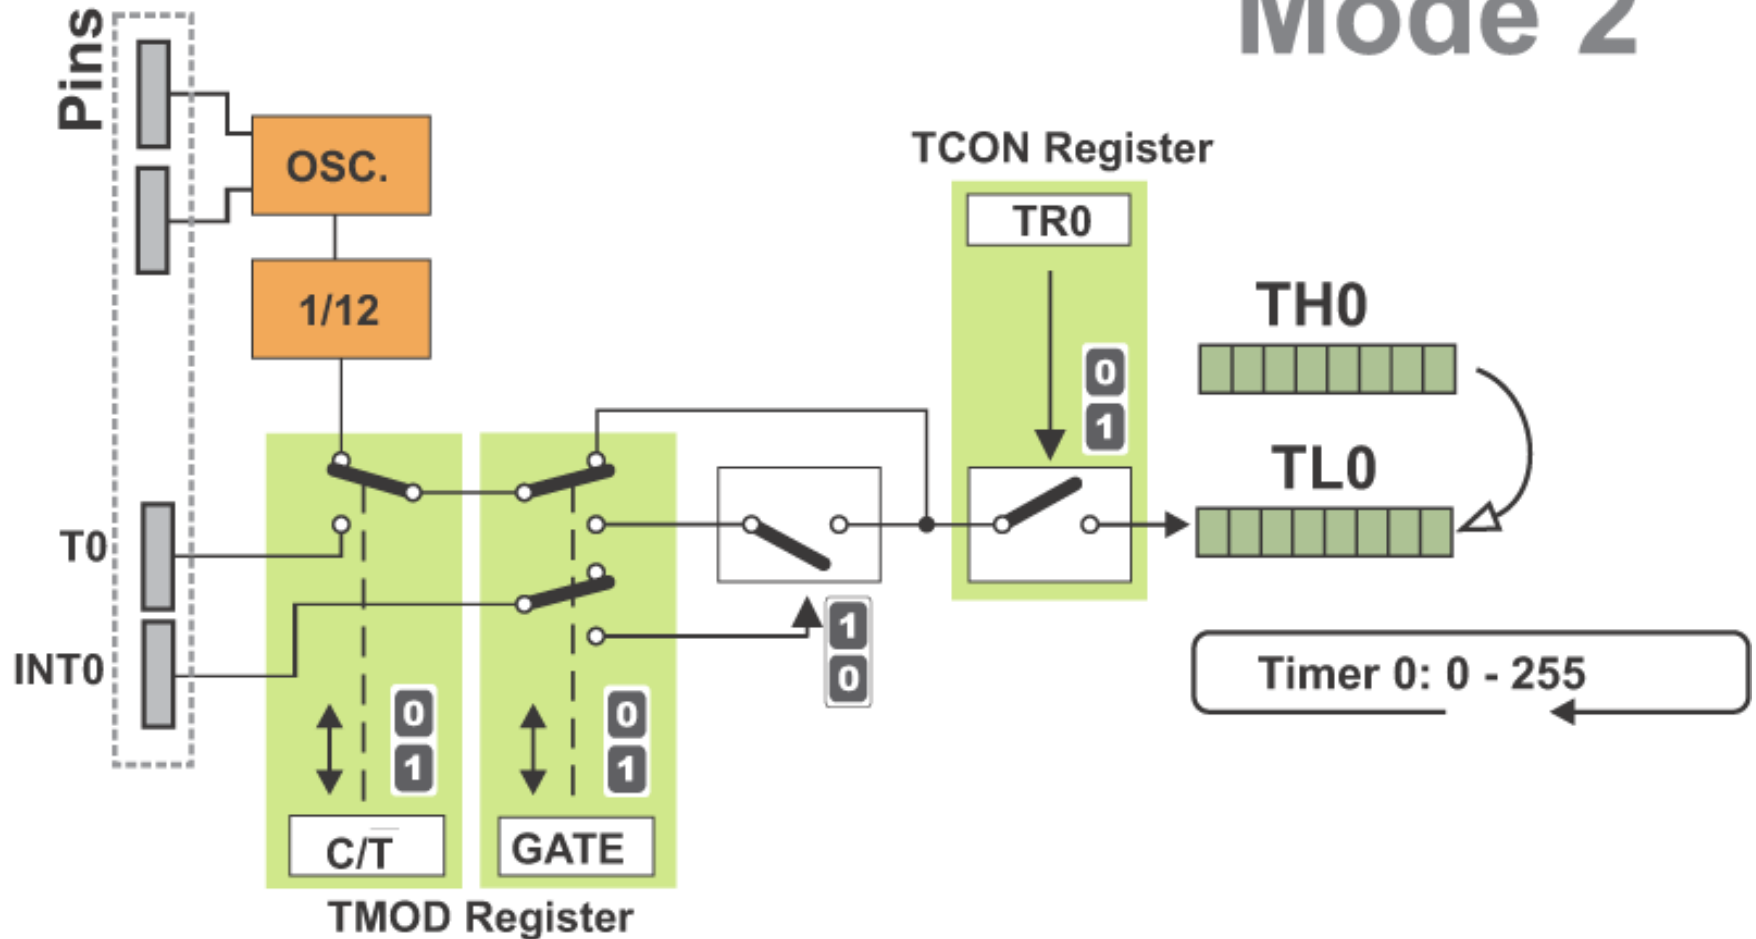 Mode 2
Pins
OSC.
TCON Register
TR0
1/12
TH0
0
1
TL0
T0
INT0
1
0
Timer 0: 0 - 255
0
1
0
1
C/T̅
GATE
TMOD Register